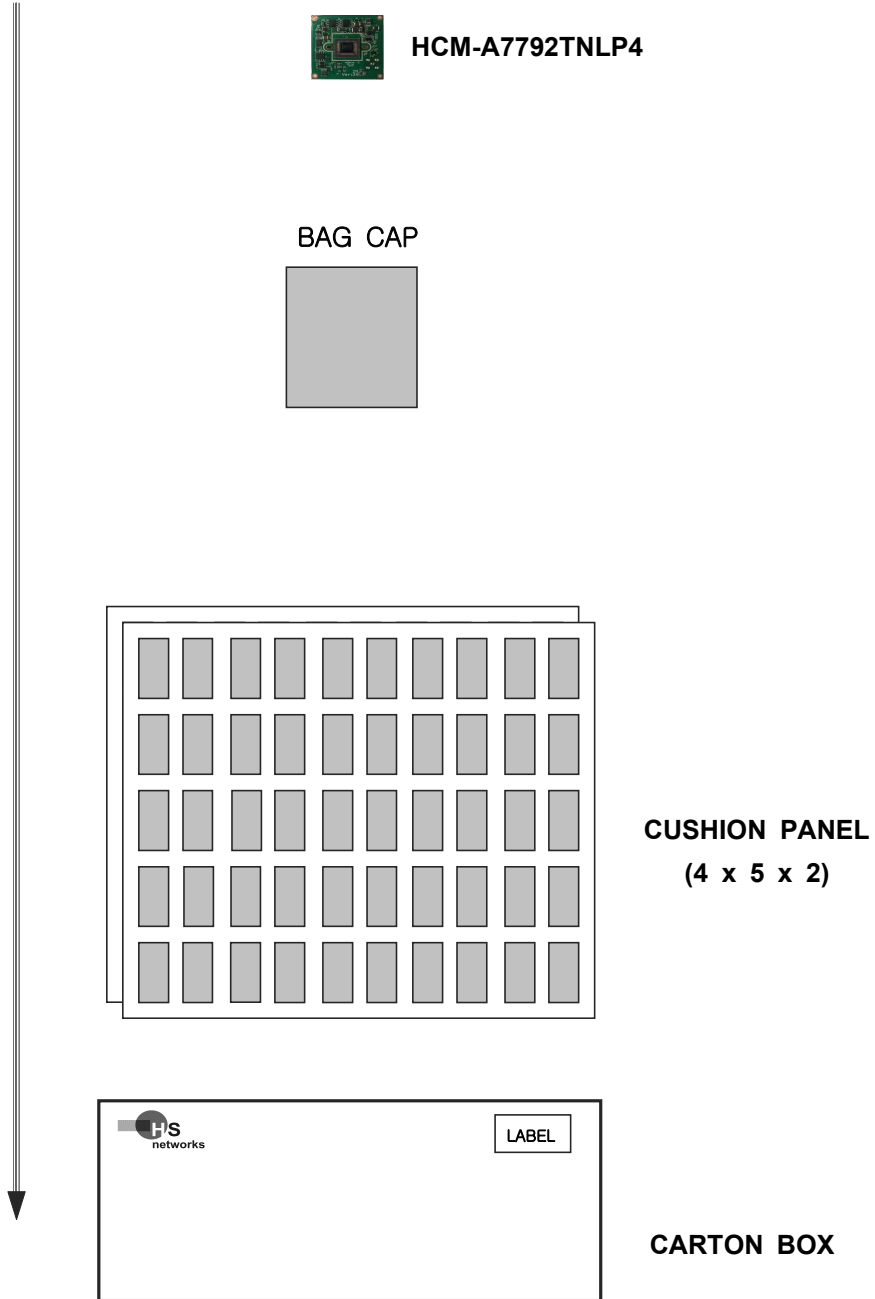 HCM-A7792TNLP4
BAG CAP
CUSHION PANEL
(4 x 5 x 2)
HS
networks
LABEL
CARTON BOX